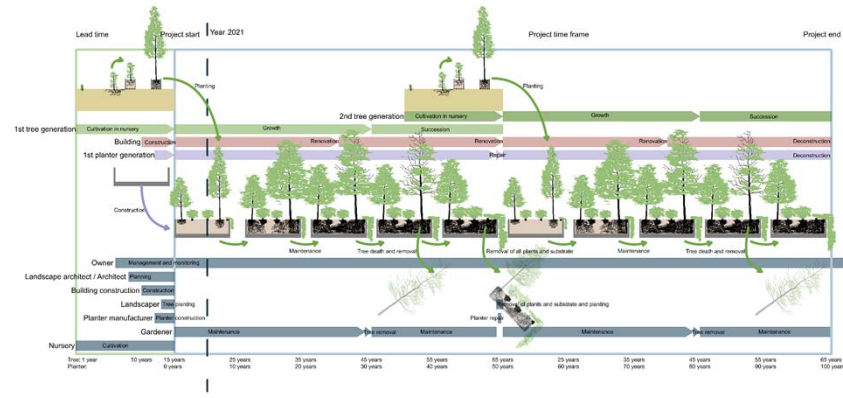 Lead time Project start Year 2021 Project time frame Project end
Planting Planting
2nd tree generation Cultivation in nursery Growth Succession
1st tree generation Cultivation in nursery Growth Succession
Building Construction Renovation Renovation Renovation Deconstruction
1st planter generation Repair Deconstruction
Construction
Maintenance Tree death and removal Removal of all plants and substrate Maintenance Tree death and removal
Owner Management and monitoring
Landscape architect / Architect Planning
Building construction Construction
Landscaper Tree planting Removal of plants and substrate and planting
Planter manufacturer Planter construction Planter repair
Gardener Maintenance Tree removal Maintenance Maintenance Tree removal Maintenance
Nursery Cultivation
Tree: 1 year 10 years 15 years 25 years 35 years 45 years 55 years 65 years 25 years 35 years 45 years 55 years 65 years
Planter: 0 years 10 years 20 years 30 years 40 years 50 years 60 years 70 years 80 years 90 years 100 years